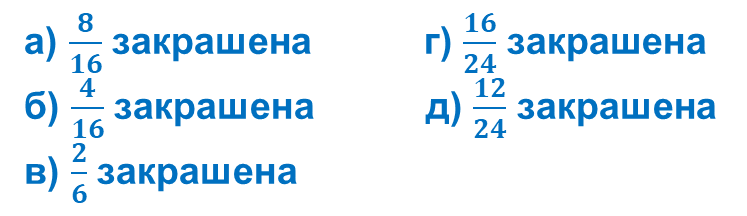 а) 8/16 закрашена
б) 4/16 закрашена
в) 2/6 закрашена
г) 16/24 закрашена
д) 12/24 закрашена